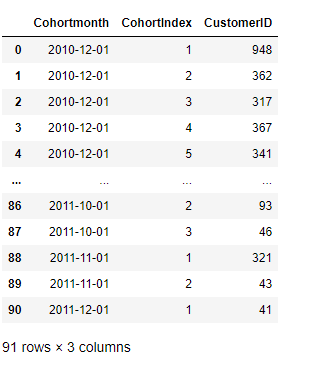 Cohortmonth CohortIndex CustomerID
0 2010-12-01 1 948
1 2010-12-01 2 362
2 2010-12-01 3 317
3 2010-12-01 4 367
4 2010-12-01 5 341
... ... ... ...
86 2011-10-01 2 93
87 2011-10-01 3 46
88 2011-11-01 1 321
89 2011-11-01 2 43
90 2011-12-01 1 41
91 rows × 3 columns